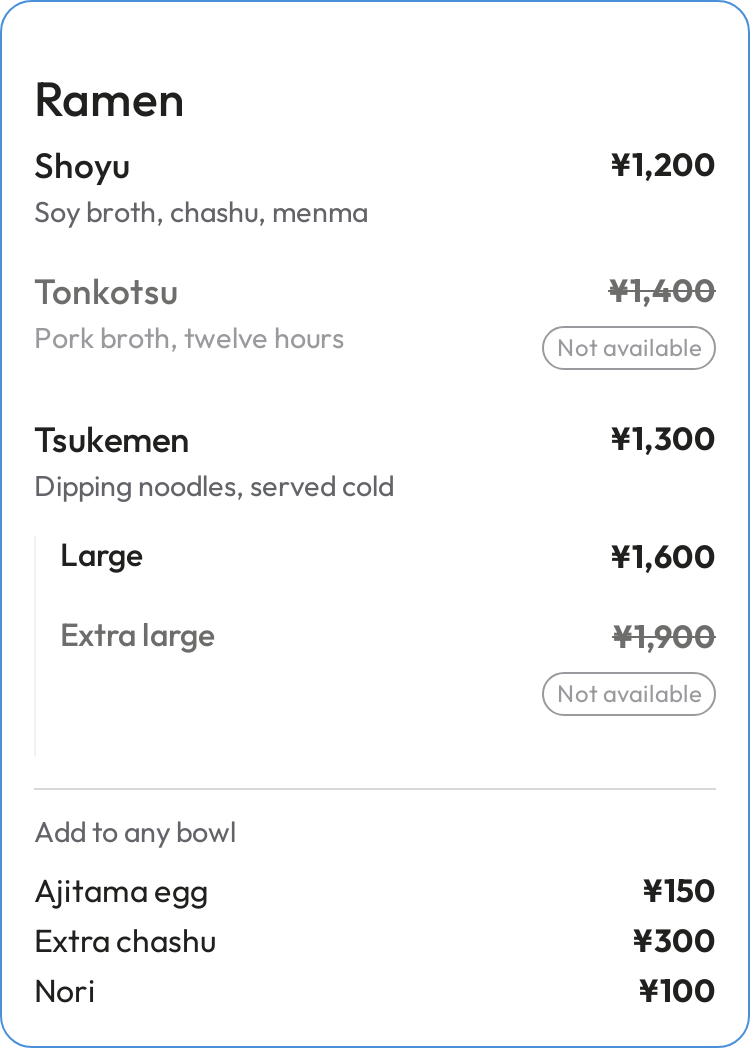 Ramen
Shoyu ¥1,200
Soy broth, chashu, menma
Tonkotsu ¥1,400
Pork broth, twelve hours Not available
Tsukemen ¥1,300
Dipping noodles, served cold
Large ¥1,600
Extra large ¥1,900
Not available
Add to any bowl
Ajitama egg ¥150
Extra chashu ¥300
Nori ¥100